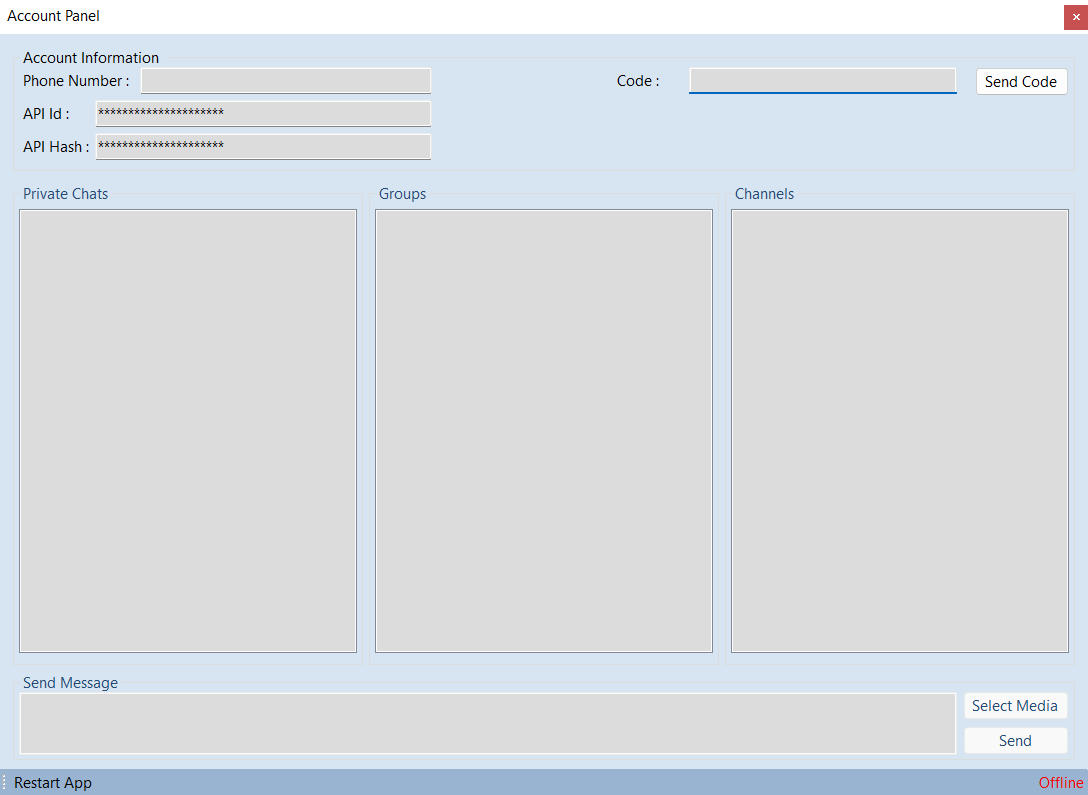 Account Panel
Account Information
Phone Number :
Code :
Send Code
API Id :
*********************
API Hash :
*********************
Private Chats
Groups
Channels
Send Message
Select Media
Send
Restart App
Offline